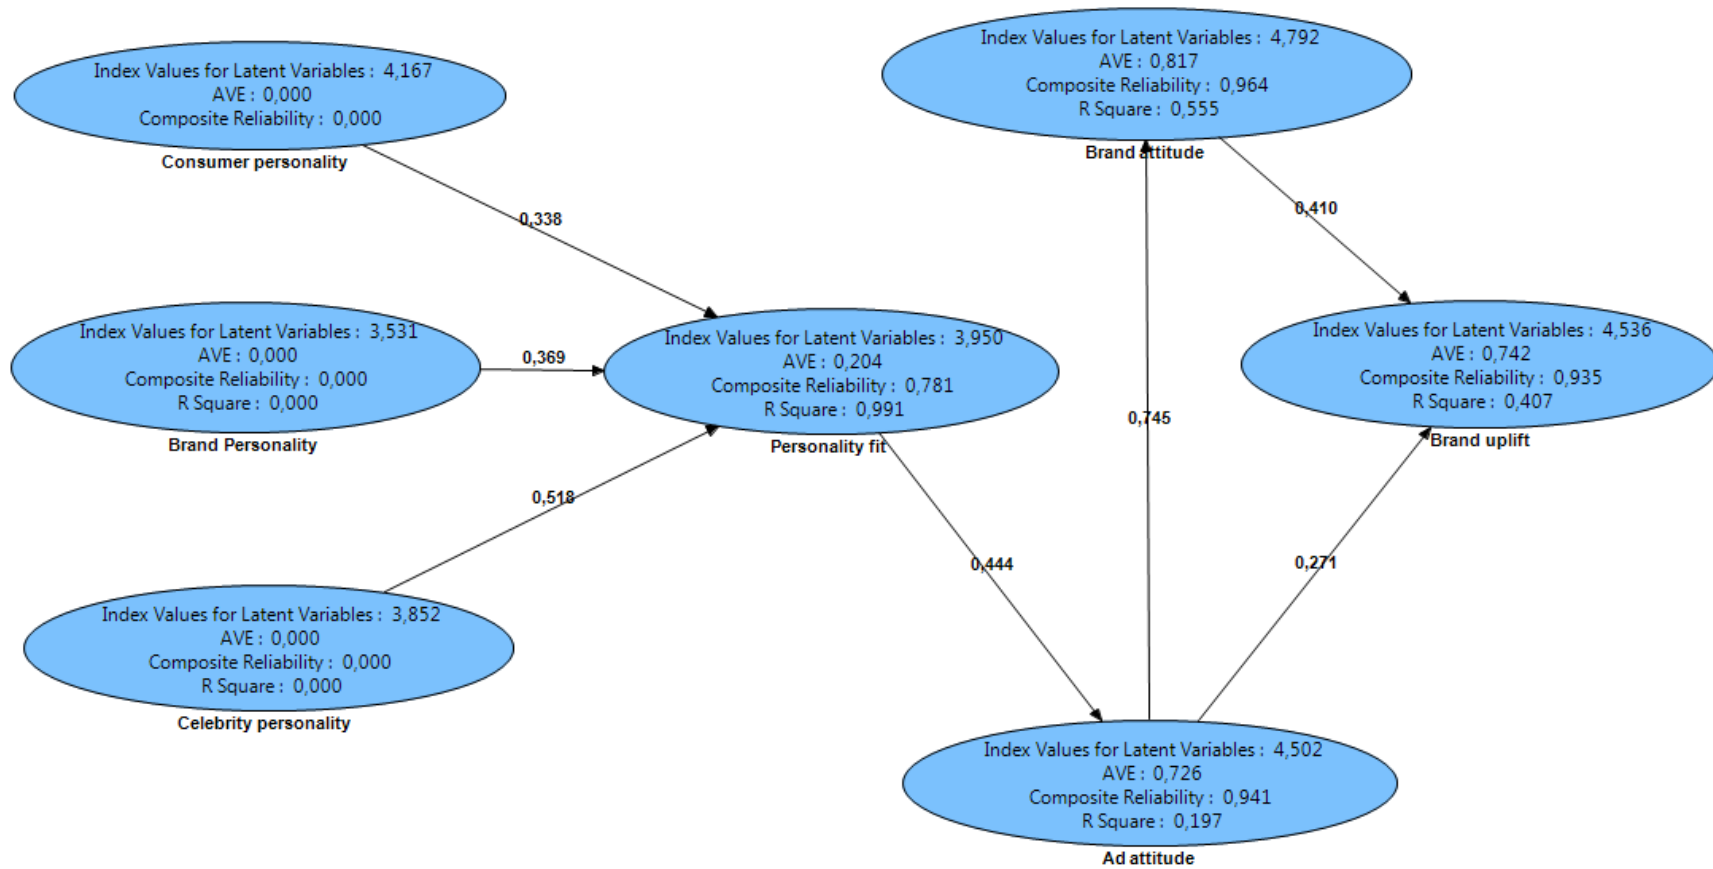 Index Values for Latent Variables : 4,167
AVE : 0,000
Composite Reliability : 0,000
Consumer personality
0,338
Index Values for Latent Variables : 3,531
AVE : 0,000
Composite Reliability : 0,000
R Square : 0,000
Brand Personality
0,369
Index Values for Latent Variables : 3,852
AVE : 0,000
Composite Reliability : 0,000
R Square : 0,000
Celebrity personality
0,518
Index Values for Latent Variables : 3,950
AVE : 0,204
Composite Reliability : 0,781
R Square : 0,991
Personality fit
0,444
Index Values for Latent Variables : 4,792
AVE : 0,817
Composite Reliability : 0,964
R Square : 0,555
Brand attitude
0,410
0,745
Index Values for Latent Variables : 4,536
AVE : 0,742
Composite Reliability : 0,935
R Square : 0,407
Brand uplift
0,271
Index Values for Latent Variables : 4,502
AVE : 0,726
Composite Reliability : 0,941
R Square : 0,197
Ad attitude